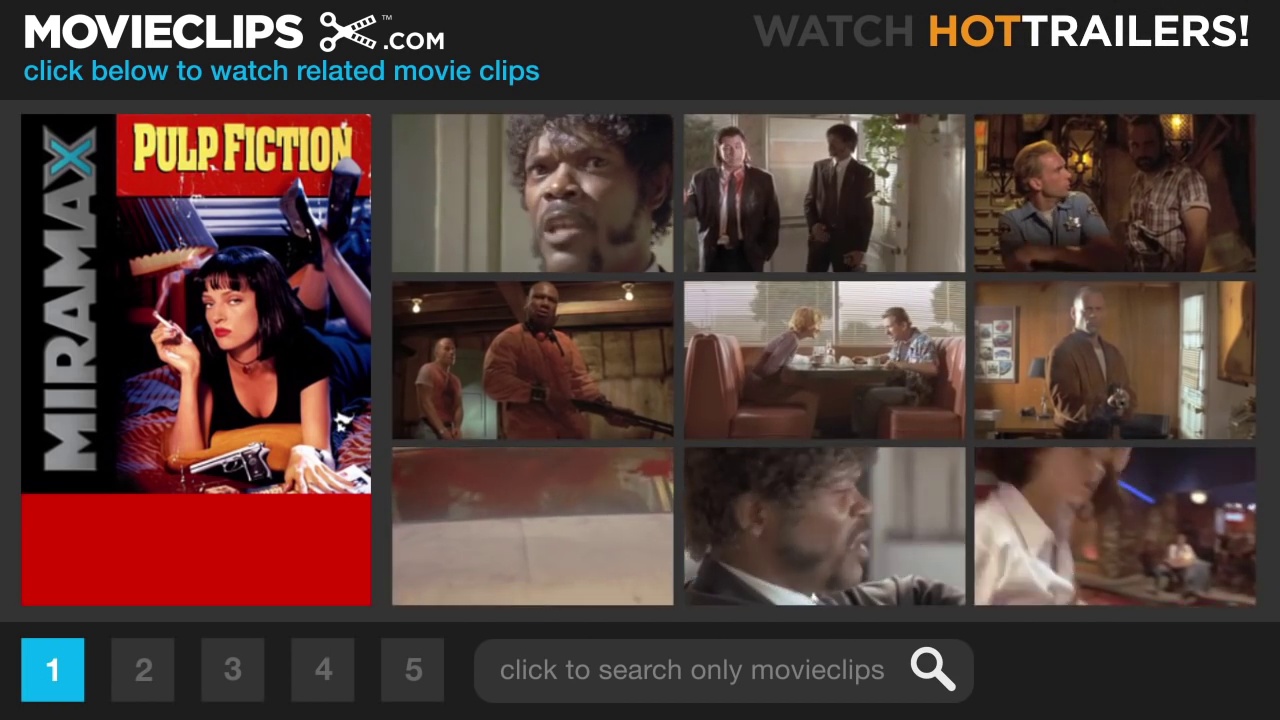 MOVIECLIPS ™ .COM
WATCH HOTTRAILERS!
click below to watch related movie clips
MIRAMAX
PULP FICTION
1 2 3 4 5
click to search only movieclips